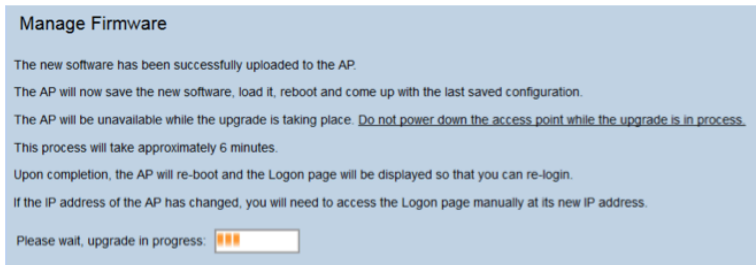 Manage Firmware
The new software has been successfully uploaded to the AP.
The AP will now save the new software, load it, reboot and come up with the last saved configuration.
The AP will be unavailable while the upgrade is taking place. Do not power down the access point while the upgrade is in process.
This process will take approximately 6 minutes.
Upon completion, the AP will re-boot and the Logon page will be displayed so that you can re-login.
If the IP address of the AP has changed, you will need to access the Logon page manually at its new IP address.
Please wait, upgrade in progress: